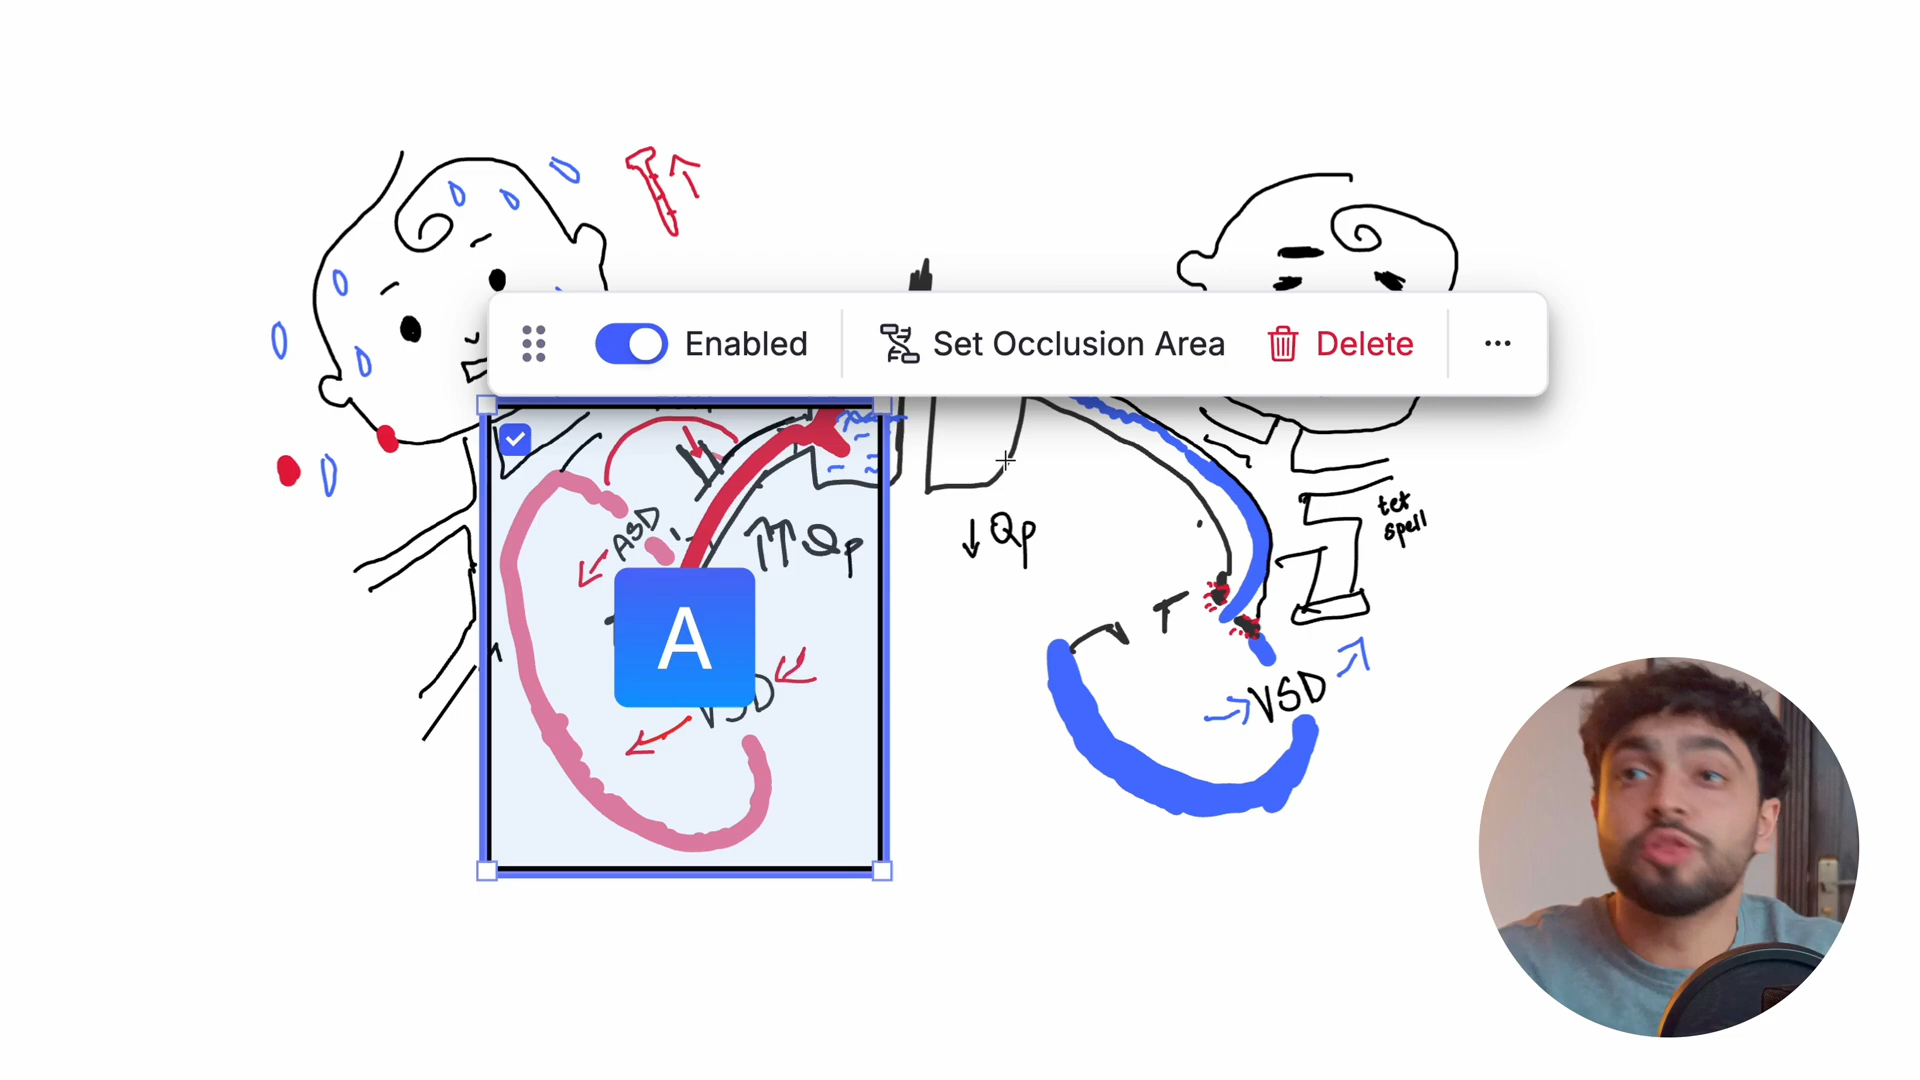 Enabled
Set Occlusion Area
Delete
tet
spell
ASD
↑↑ Qp
↓ Qp
A
VSD
→VSD